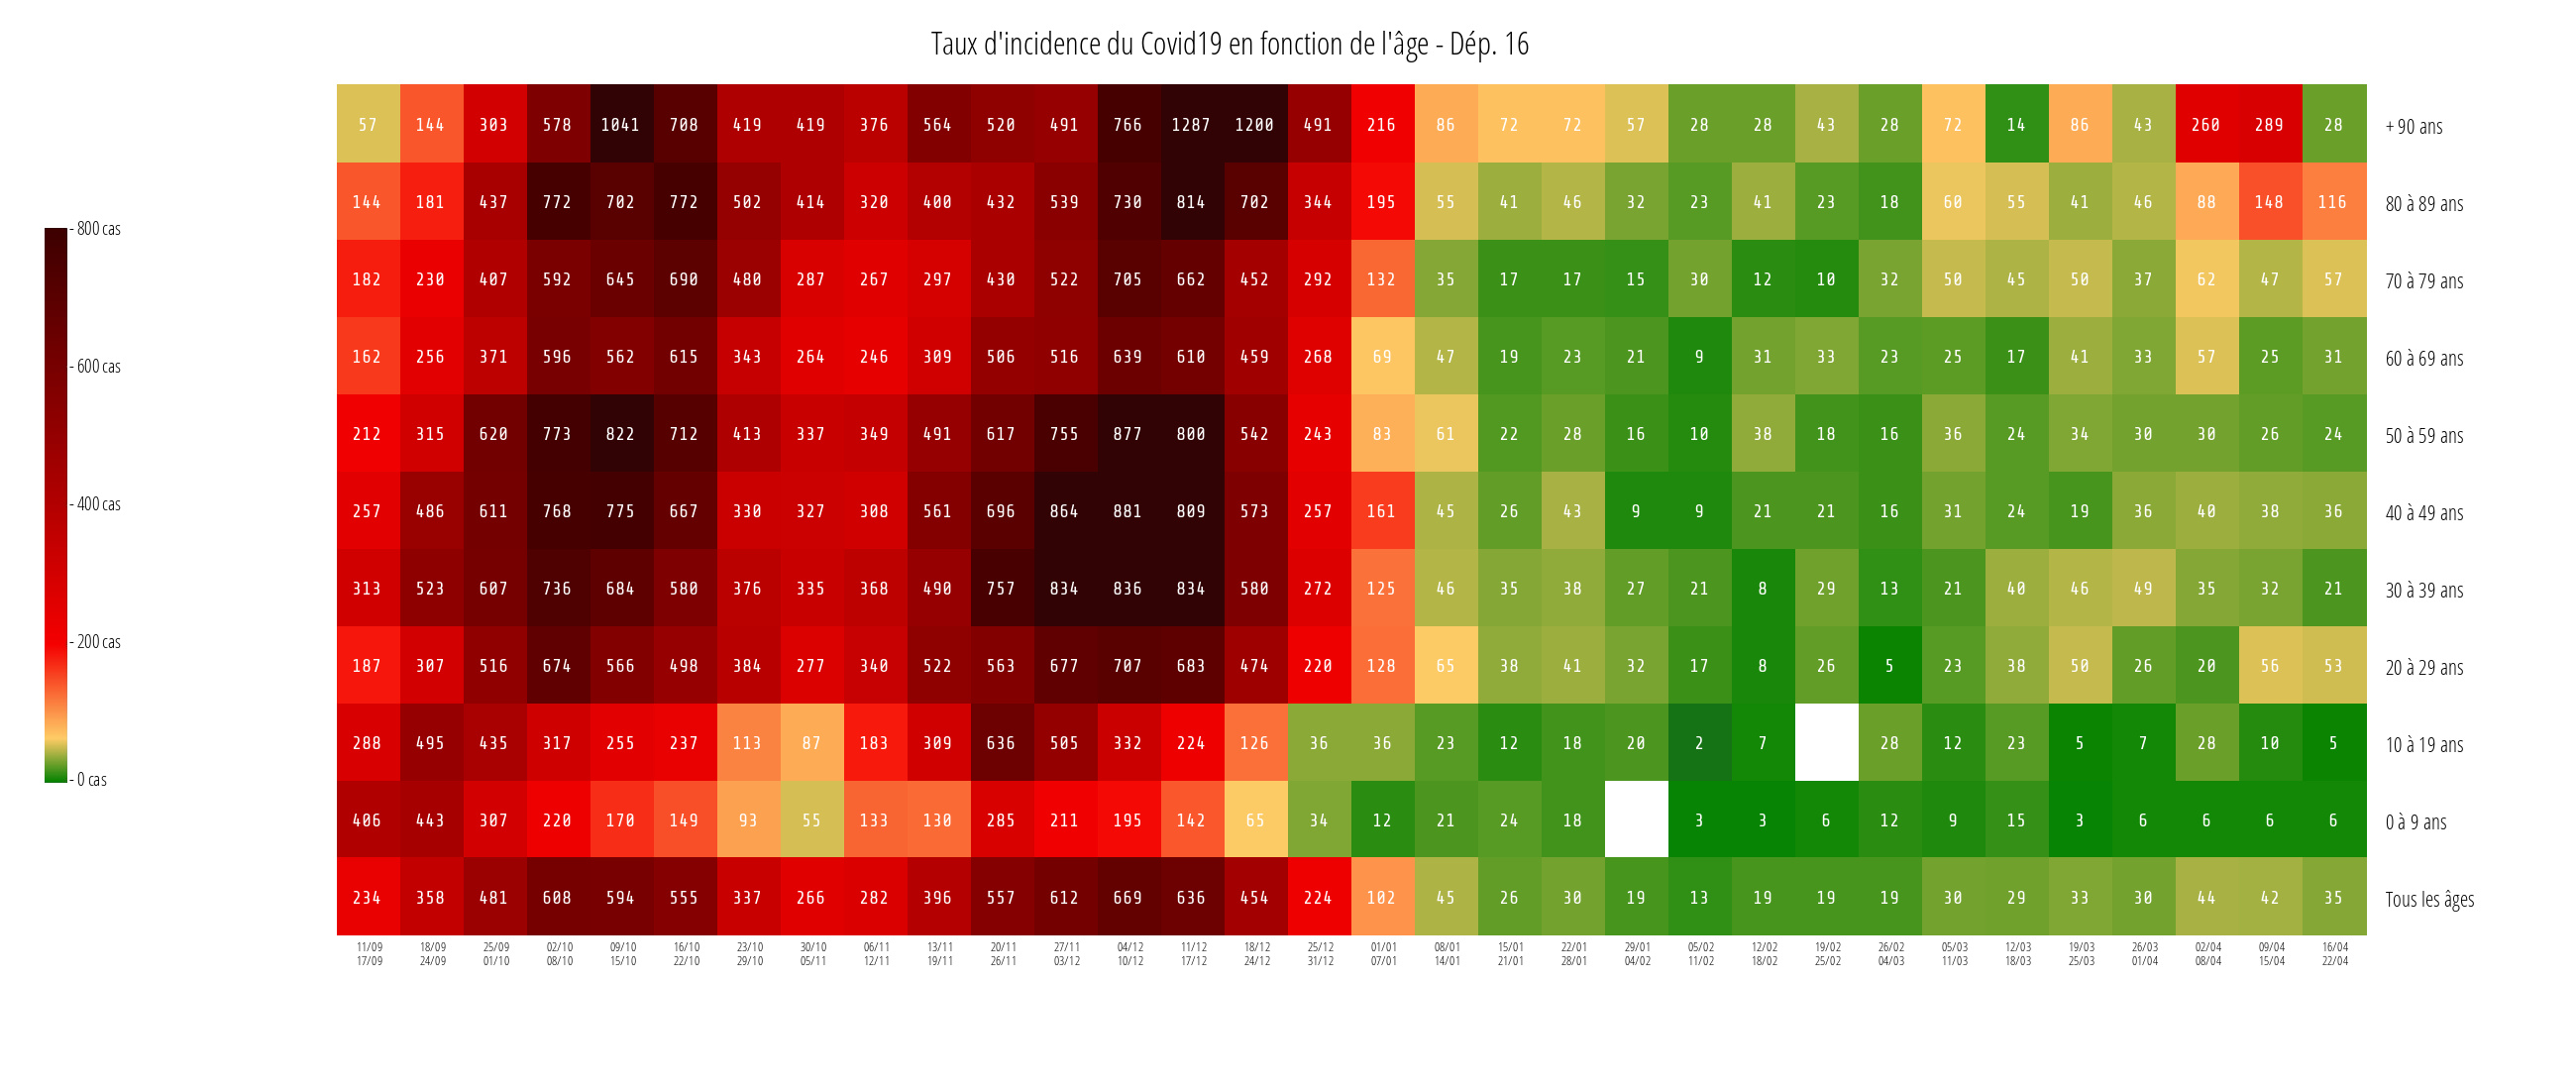 Taux d'incidence du Covid19 en fonction de l'âge - Dép. 16
- 800 cas
- 600 cas
- 400 cas
- 200 cas
- 0 cas
57 144 303 578 1041 708 419 419 376 564 520 491 766 1287 1200 491 216 86 72 72 57 28 28 43 28 72 14 86 43 260 289 28 + 90 ans
144 181 437 772 702 772 502 414 320 400 432 539 730 814 702 344 195 55 41 46 32 23 41 23 18 60 55 41 46 88 148 116 80 à 89 ans
182 230 407 592 645 690 480 287 267 297 430 522 705 662 452 292 132 35 17 17 15 30 12 10 32 50 45 50 37 62 47 57 70 à 79 ans
162 256 371 596 562 615 343 264 246 309 506 516 639 610 459 268 69 47 19 23 21 9 31 33 23 25 17 41 33 57 25 31 60 à 69 ans
212 315 620 773 822 712 413 337 349 491 617 755 877 800 542 243 83 61 22 28 16 10 38 18 16 36 24 34 30 30 26 24 50 à 59 ans
257 486 611 768 775 667 330 327 308 561 696 864 881 809 573 257 161 45 26 43 9 9 21 21 16 31 24 19 36 40 38 36 40 à 49 ans
313 523 607 736 684 580 376 335 368 490 757 834 836 834 580 272 125 46 35 38 27 21 8 29 13 21 40 46 49 35 32 21 30 à 39 ans
187 307 516 674 566 498 384 277 340 522 563 677 707 683 474 220 128 65 38 41 32 17 8 26 5 23 38 50 26 20 56 53 20 à 29 ans
288 495 435 317 255 237 113 87 183 309 636 505 332 224 126 36 36 23 12 18 20 2 7 28 12 23 5 7 28 10 5 10 à 19 ans
406 443 307 220 170 149 93 55 133 130 285 211 195 142 65 34 12 21 24 18 3 3 6 12 9 15 3 6 6 6 6 0 à 9 ans
234 358 481 608 594 555 337 266 282 396 557 612 669 636 454 224 102 45 26 30 19 13 19 19 19 30 29 33 30 44 42 35 Tous les âges
11/09 18/09 25/09 02/10 09/10 16/10 23/10 30/10 06/11 13/11 20/11 27/11 04/12 11/12 18/12 25/12 01/01 08/01 15/01 22/01 29/01 05/02 12/02 19/02 26/02 05/03 12/03 19/03 26/03 02/04 09/04 16/04
17/09 24/09 01/10 08/10 15/10 22/10 29/10 05/11 12/11 19/11 26/11 03/12 10/12 17/12 24/12 31/12 07/01 14/01 21/01 28/01 04/02 11/02 18/02 25/02 04/03 11/03 18/03 25/03 01/04 08/04 15/04 22/04